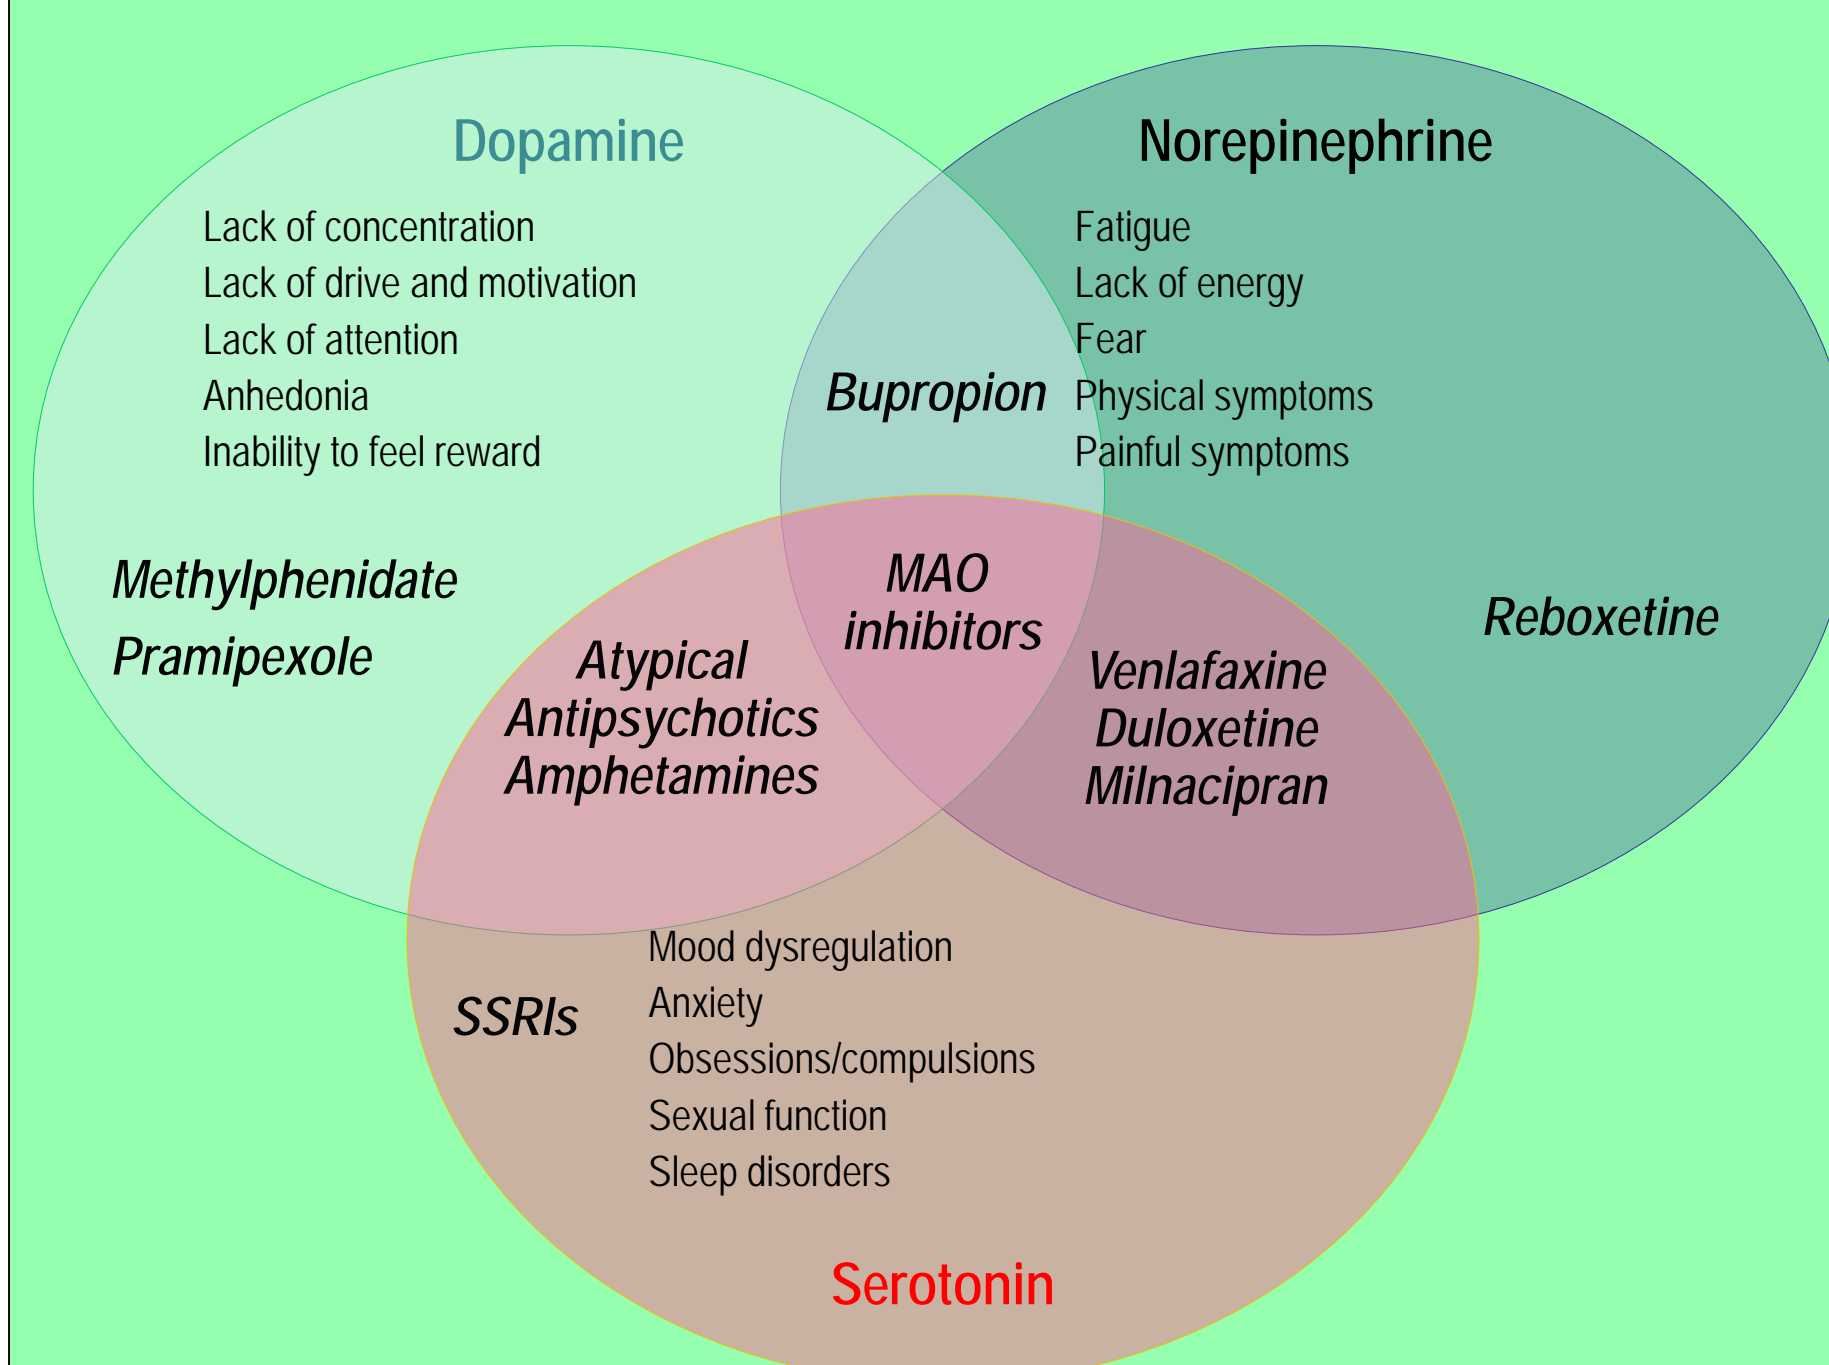 Dopamine
Lack of concentration
Lack of drive and motivation
Lack of attention
Anhedonia
Inability to feel reward
Methylphenidate
Pramipexole
Norepinephrine
Fatigue
Lack of energy
Fear
Physical symptoms
Painful symptoms
Reboxetine
Bupropion
MAO
inhibitors
Atypical
Antipsychotics
Amphetamines
Venlafaxine
Duloxetine
Milnacipran
SSRIs
Mood dysregulation
Anxiety
Obsessions/compulsions
Sexual function
Sleep disorders
Serotonin